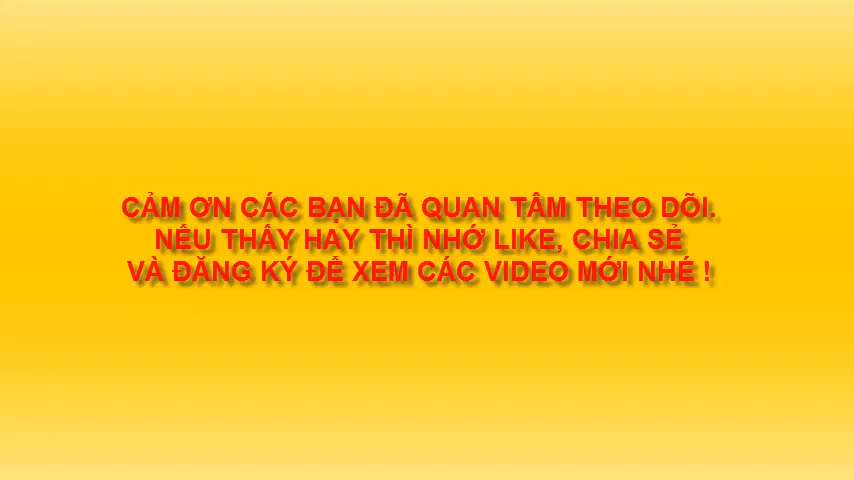 CẢM ƠN CÁC BẠN ĐÃ QUAN TÂM THEO DÕI.
NẾU THẤY HAY THÌ NHỚ LIKE, CHIA SẺ
VÀ ĐĂNG KÝ ĐỂ XEM CÁC VIDEO MỚI NHÉ !